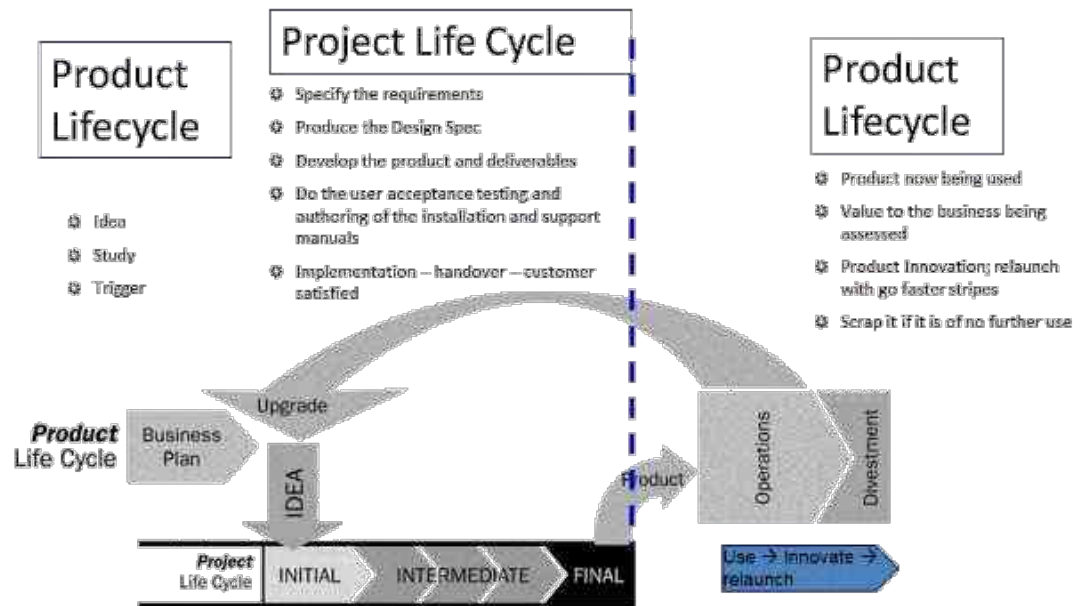 Product
Lifecycle
Idea
Study
Trigger
Project Life Cycle
Specify the requirements
Produce the Design Spec
Develop the product and deliverables
Do the user acceptance testing and
authoring of the installation and support
manuals
Implementation – handover – customer
satisfied
Product
Lifecycle
Product now being used
Value to the business being
assessed
Product Innovation; relaunch
with go faster stripes
Scrap it if it is of no further use
Product
Life Cycle
Business
Plan
Upgrade
IDEA
Product
Operations
Divestment
Project
Life Cycle
INITIAL
INTERMEDIATE
FINAL
Use → Innovate →
relaunch